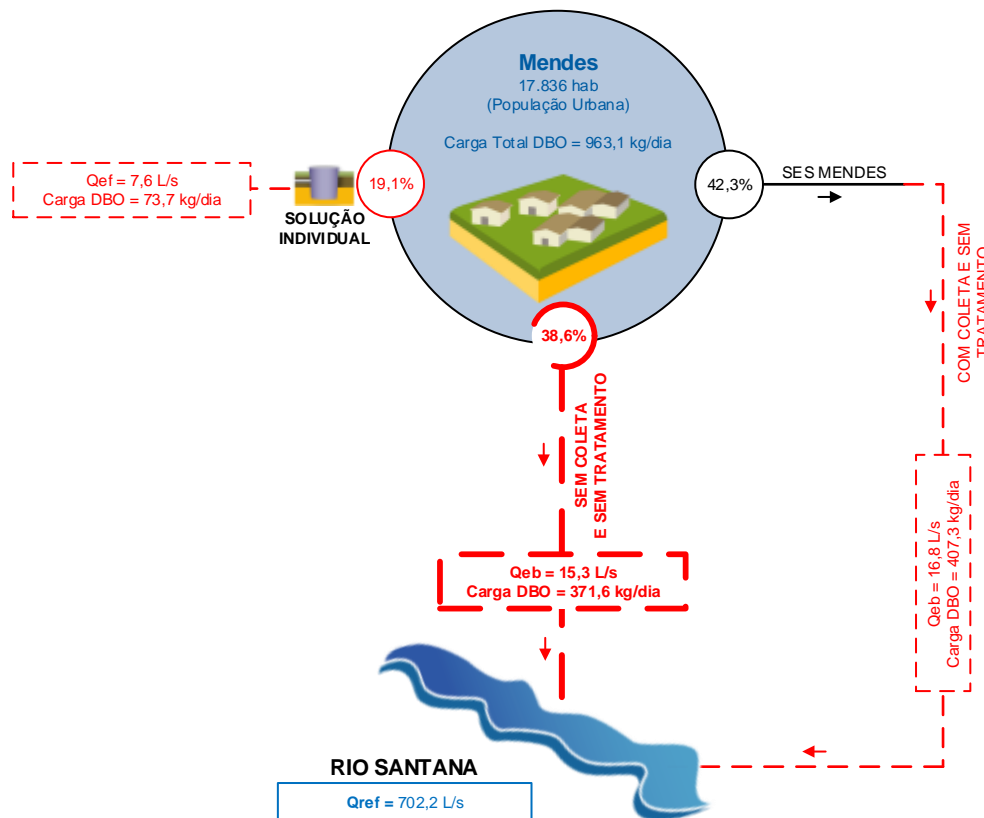 Mendes
17.836 hab
(População Urbana)
Carga Total DBO = 963,1 kg/dia
Qef = 7,6 L/s
Carga DBO = 73,7 kg/dia
SOLUÇÃO
INDIVIDUAL
19,1%
42,3%
SES MENDES
COM COLETA E SEM
TRATAMENTO
38,6%
SEM COLETA
E SEM TRATAMENTO
Qeb = 15,3 L/s
Carga DBO = 371,6 kg/dia
Qeb = 16,8 L/s
Carga DBO = 407,3 kg/dia
RIO SANTANA
Qref = 702,2 L/s